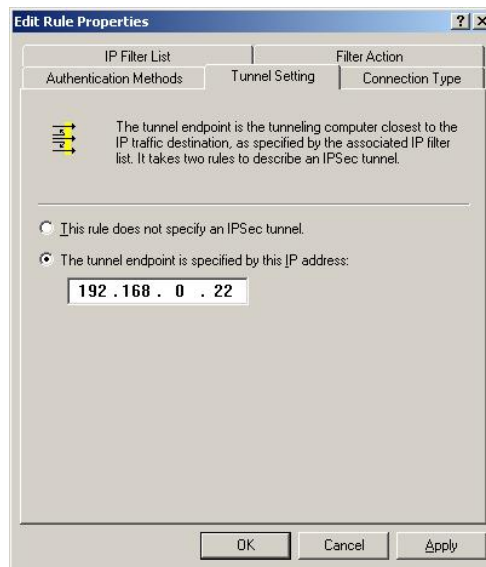 Edit Rule Properties
? ×
IP Filter List
Filter Action
Authentication Methods
Tunnel Setting
Connection Type
The tunnel endpoint is the tunneling computer closest to the
IP traffic destination, as specified by the associated IP filter
list. It takes two rules to describe an IPSec tunnel.
This rule does not specify an IPSec tunnel.
The tunnel endpoint is specified by this IP address:
192 . 168 . 0 . 22
OK
Cancel
Apply